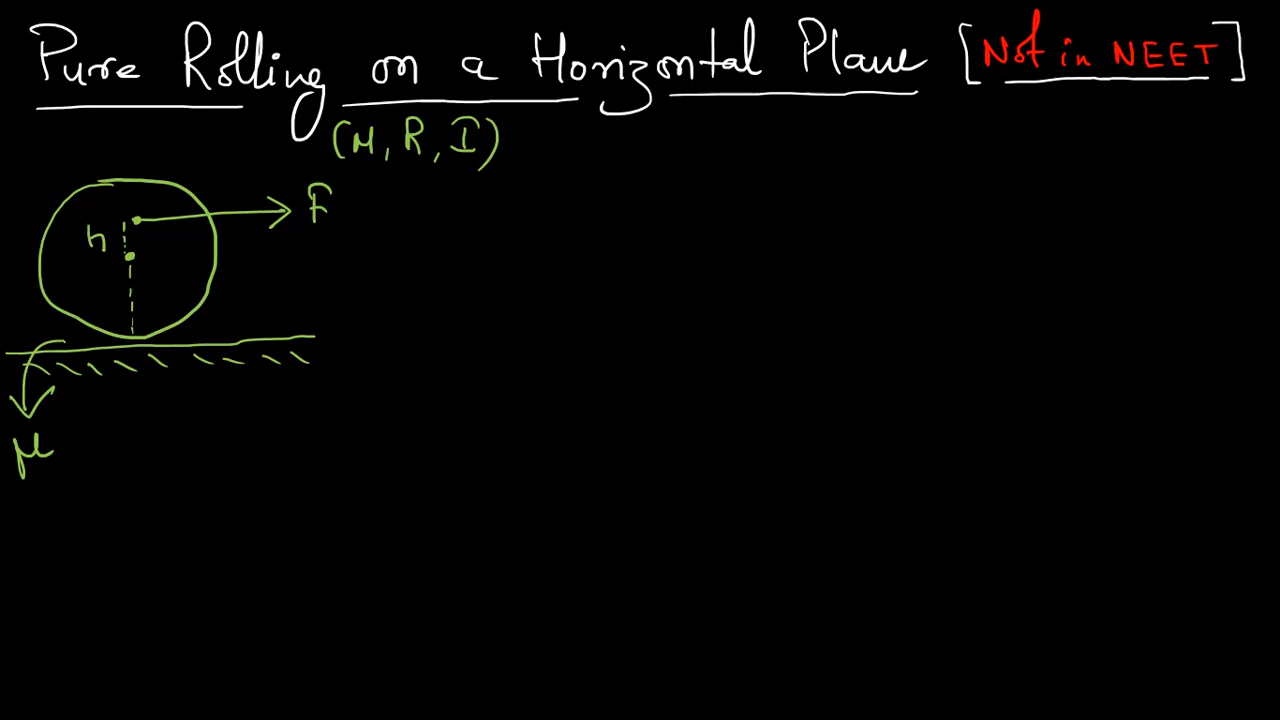 Pure Rolling on a Horizontal Plane [Not in NEET]
(M, R, I)
F
h
μ